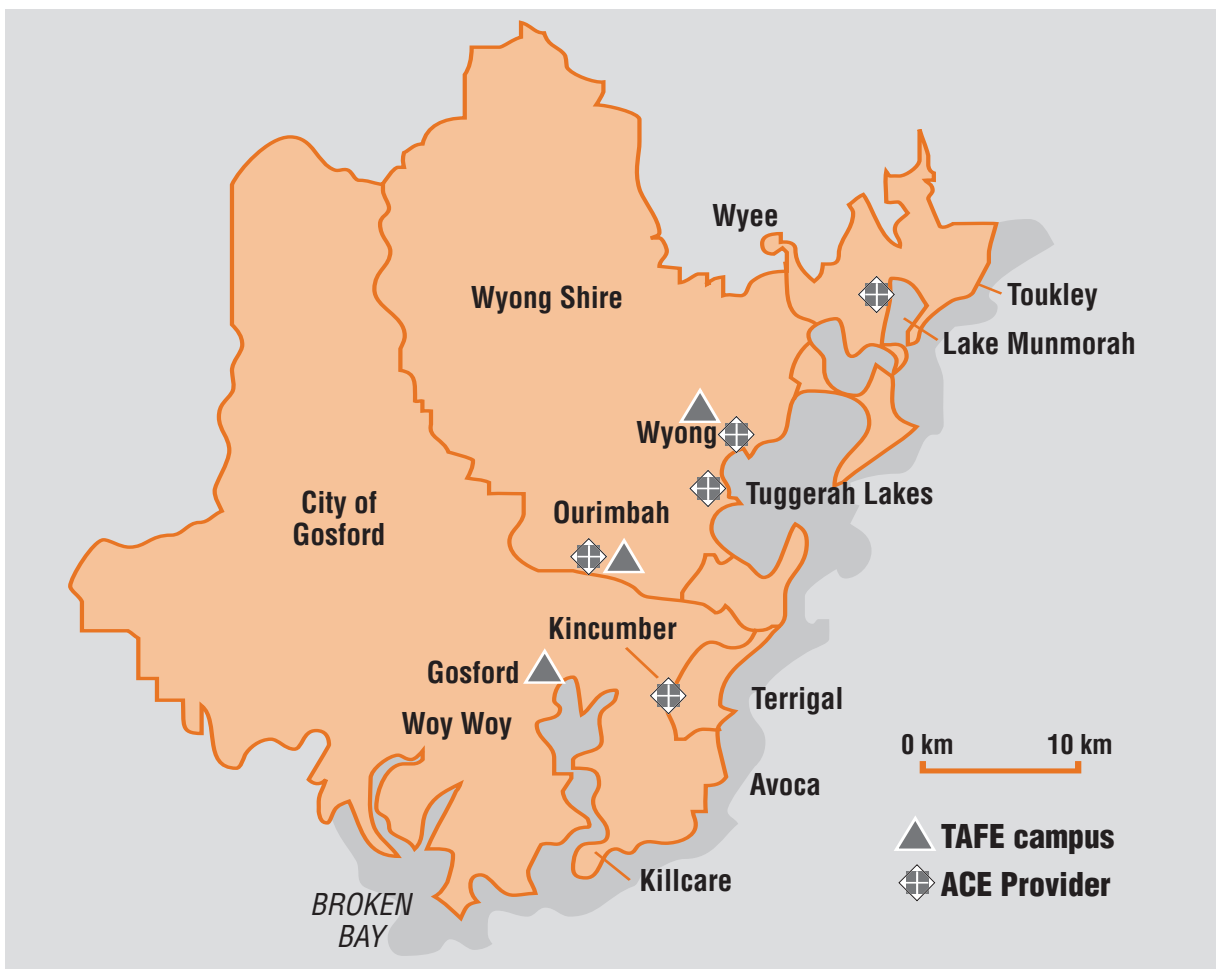 Wyee
Wyong Shire
Toukley
Lake Munmorah
Wyong
Tuggerah Lakes
City of
Gosford
Ourimbah
Kincumber
Gosford
Terrigal
Woy Woy
0 km 10 km
Avoca
TAFE campus
Killcare
ACE Provider
BROKEN
BAY